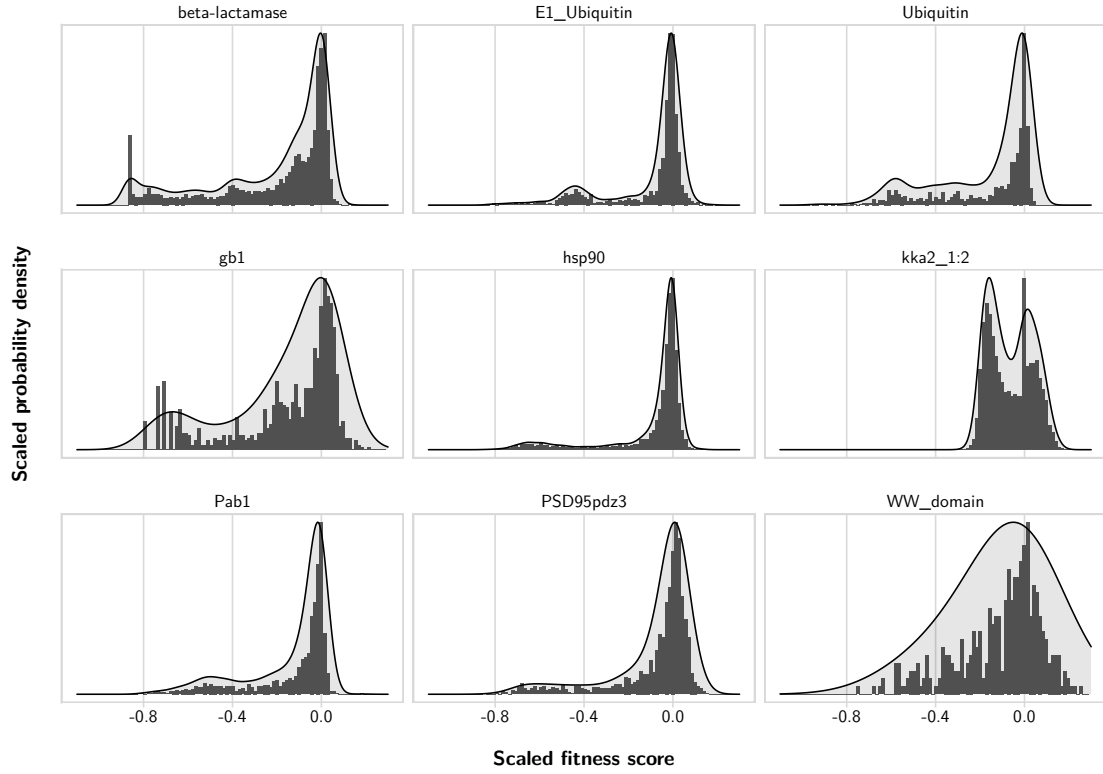 beta-lactamase
E1_Ubiquitin
Ubiquitin
gb1
hsp90
kka2_1:2
Pab1
PSD95pdz3
WW_domain
Scaled probability density
-0.8 -0.4 0.0 -0.8 -0.4 0.0 -0.8 -0.4 0.0
Scaled fitness score